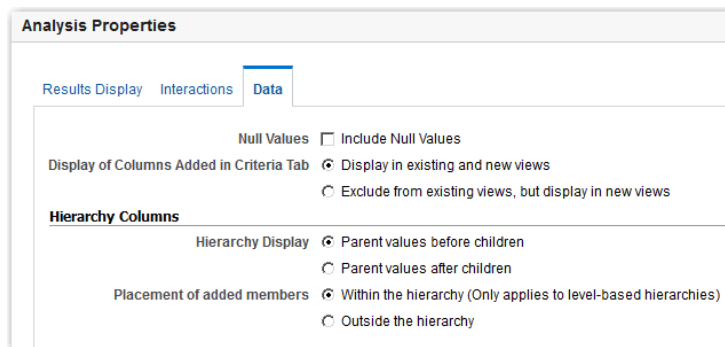 Analysis Properties
Results Display Interactions Data
Null Values Include Null Values
Display of Columns Added in Criteria Tab Display in existing and new views
Exclude from existing views, but display in new views
Hierarchy Columns
Hierarchy Display Parent values before children
Parent values after children
Placement of added members Within the hierarchy (Only applies to level-based hierarchies)
Outside the hierarchy